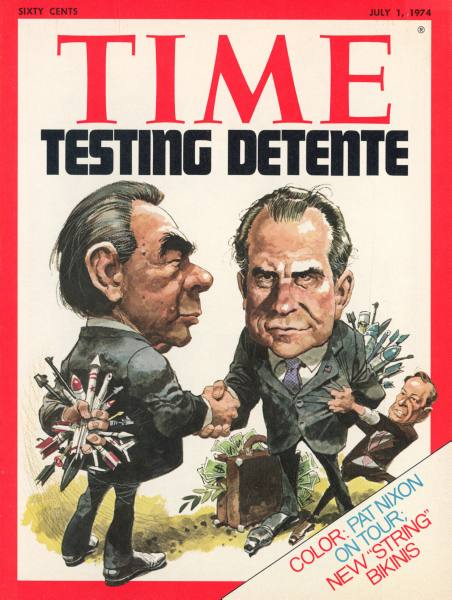 SIXTY CENTS
JULY 1, 1974
TIME
®
TESTING DETENTE
COLOR: PAT NIXON
ON TOUR;
NEW "STRING"
BIKINIS